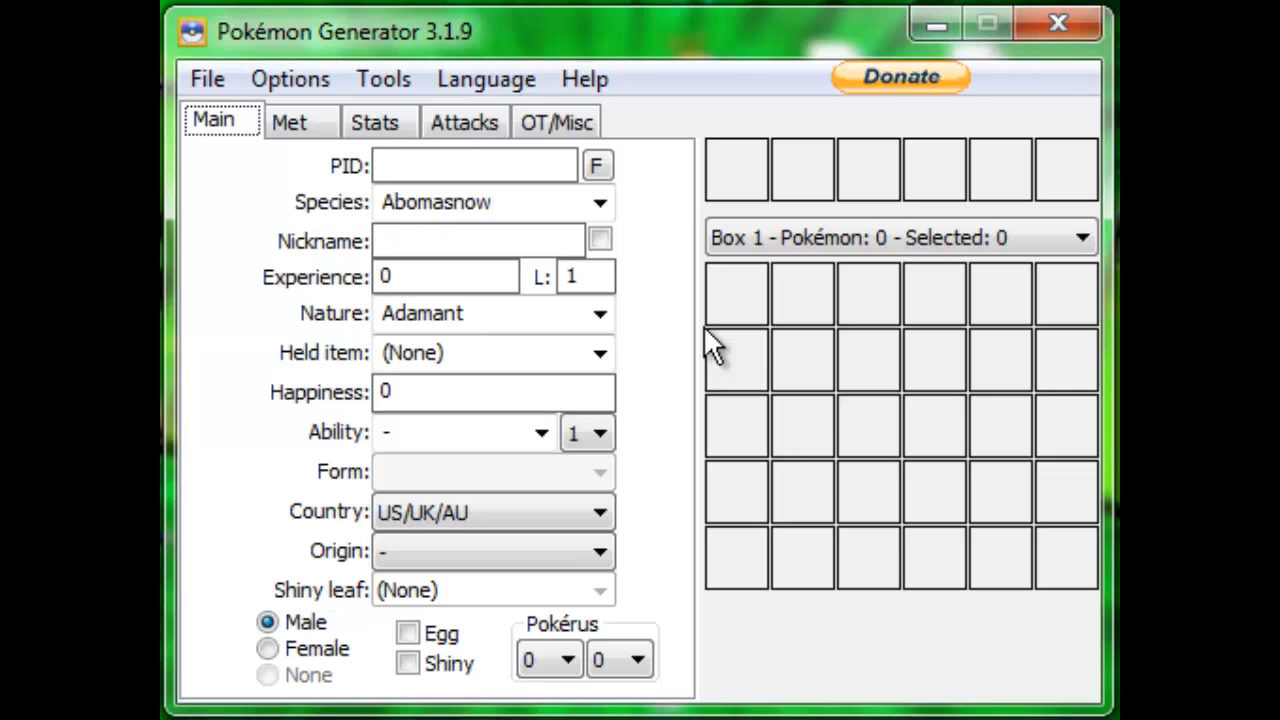 Pokémon Generator 3.1.9
File Options Tools Language Help Donate
Main Met Stats Attacks OT/Misc
PID: F
Species: Abomasnow
Nickname:
Experience: 0 L: 1
Nature: Adamant
Held item: (None)
Happiness: 0
Ability: - 1
Form:
Country: US/UK/AU
Origin: -
Shiny leaf: (None)
Male
Female
None
Egg
Shiny
Pokérus
0 0
Box 1 - Pokémon: 0 - Selected: 0